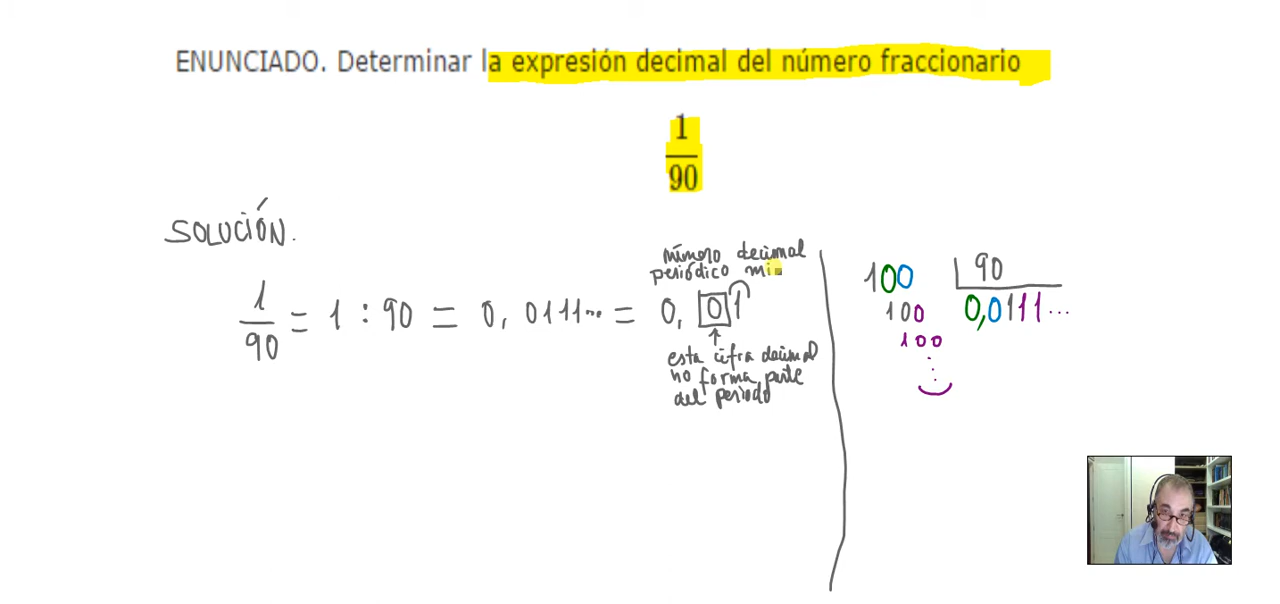 ENUNCIADO. Determinar la expresión decimal del número fraccionario
1
90
SOLUCIÓN.
1/90 = 1 : 90 = 0, 0111... = 0, 01
número decimal
periódico mi
esta cifra decimal
no forma parte
del periodo
100 90
100 0,0111...
100